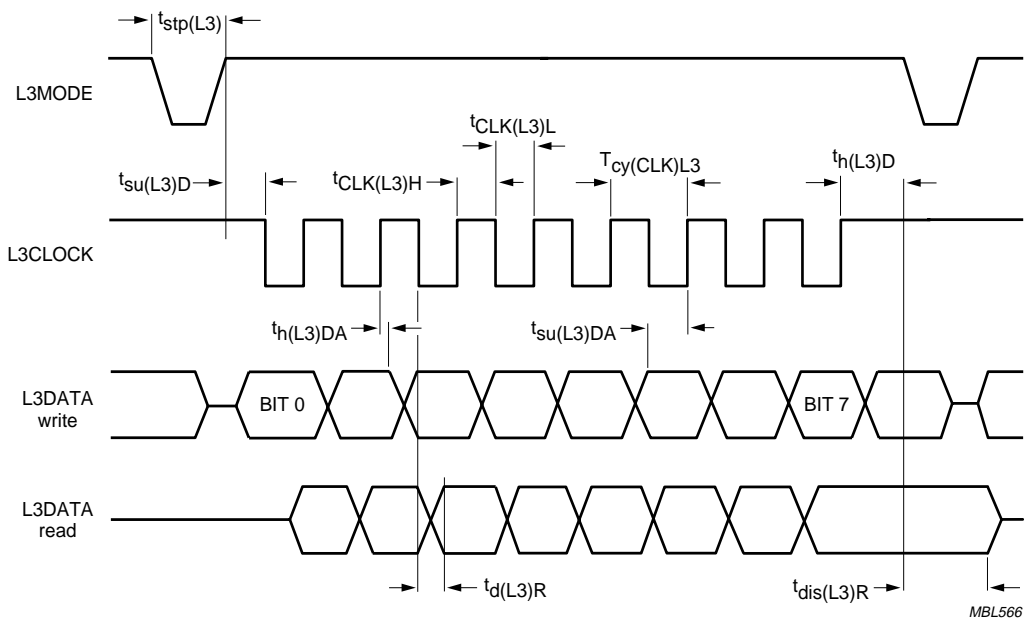 tstp(L3)
L3MODE
tCLK(L3)L
tsu(L3)D
tCLK(L3)H
Tcy(CLK)L3
th(L3)D
L3CLOCK
th(L3)DA
tsu(L3)DA
L3DATA
write
BIT 0
BIT 7
L3DATA
read
td(L3)R
tdis(L3)R
MBL566